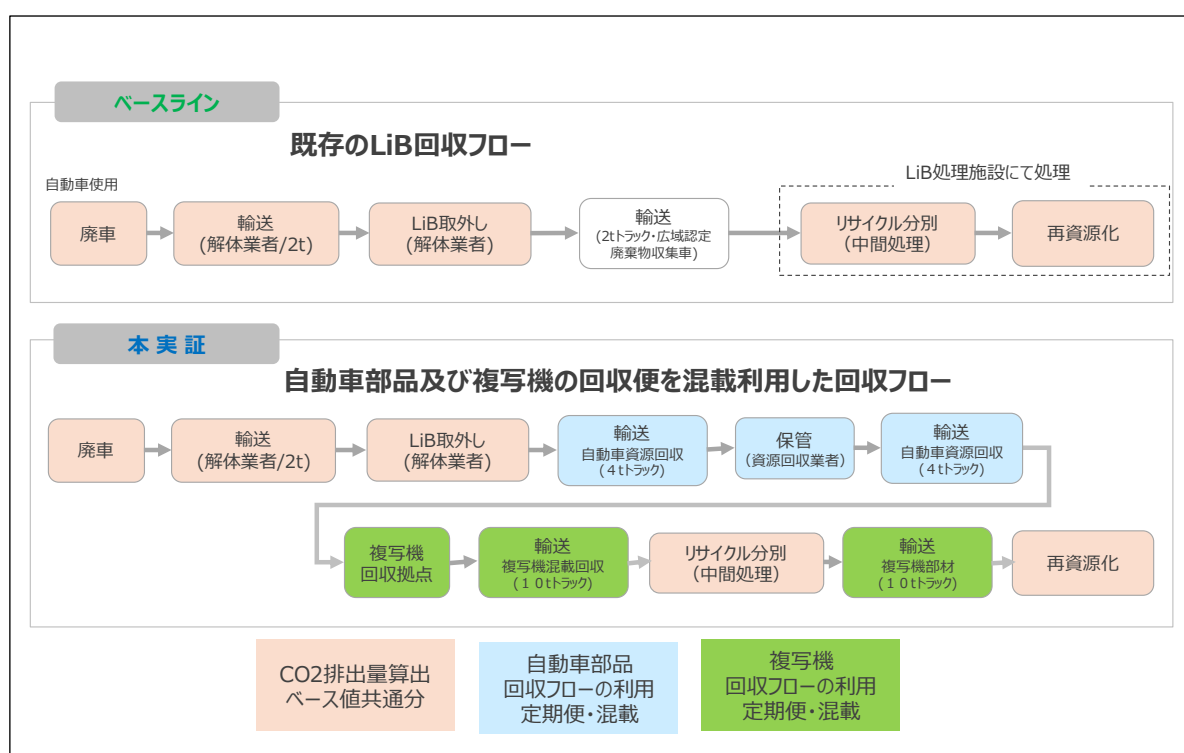 ベースライン
既存のLiB回収フロー
自動車使用
LiB処理施設にて処理
廃車
輸送
(解体業者/2t)
LiB取外し
(解体業者)
輸送
(2tトラック・広域認定
廃棄物収集車)
リサイクル分別
(中間処理)
再資源化
本 実 証
自動車部品及び複写機の回収便を混載利用した回収フロー
廃車
輸送
(解体業者/2t)
LiB取外し
(解体業者)
輸送
自動車資源回収
(4tトラック)
保管
(資源回収業者)
輸送
自動車資源回収
(4tトラック)
複写機
回収拠点
輸送
複写機混載回収
(10tトラック)
リサイクル分別
(中間処理)
輸送
複写機部材
(10tトラック)
再資源化
CO2排出量算出
ベース値共通分
自動車部品
回収フローの利用
定期便・混載
複写機
回収フローの利用
定期便・混載